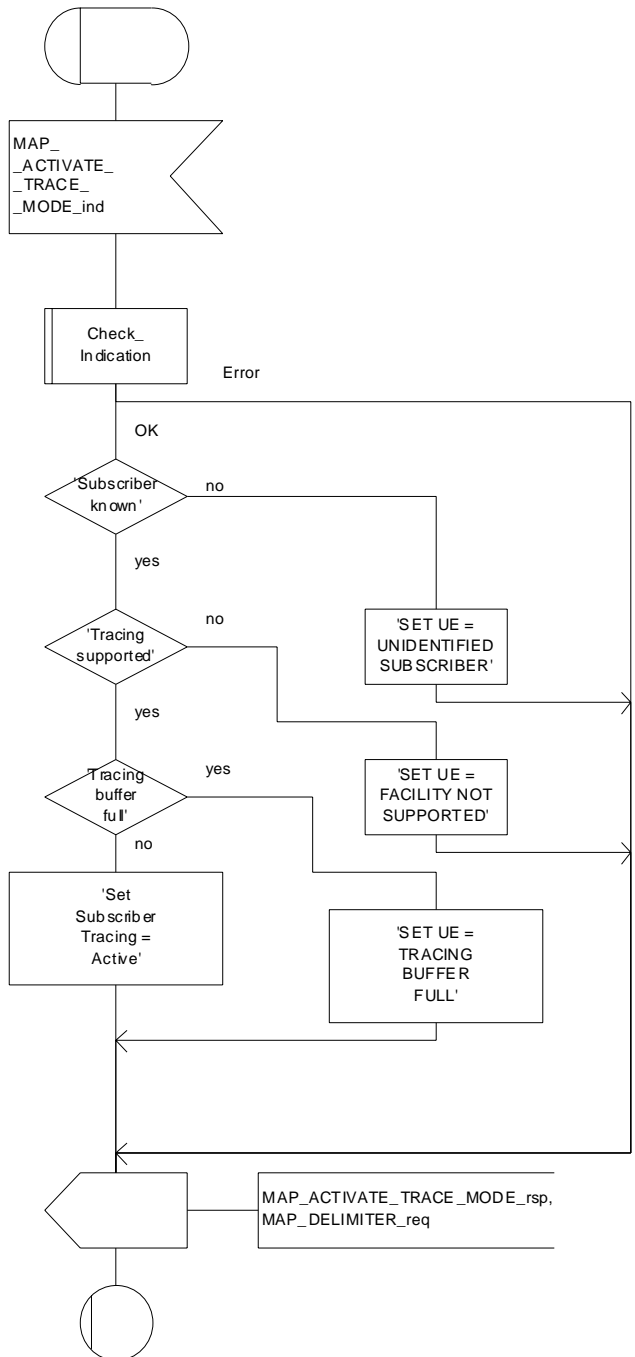 MAP_
_ACTIVATE_
_TRACE_
_MODE_ind
Check_
Indication
Error
OK
'Subscriber
known'
no
yes
'Tracing
supported'
no
'SET UE =
UNIDENTIFIED
SUBSCRIBER'
yes
'Tracing
buffer
full'
yes
'SET UE =
FACILITY NOT
SUPPORTED'
no
'Set
Subscriber
Tracing =
Active'
'SET UE =
TRACING
BUFFER
FULL'
MAP_ACTIVATE_TRACE_MODE_rsp,
MAP_DELIMITER_req